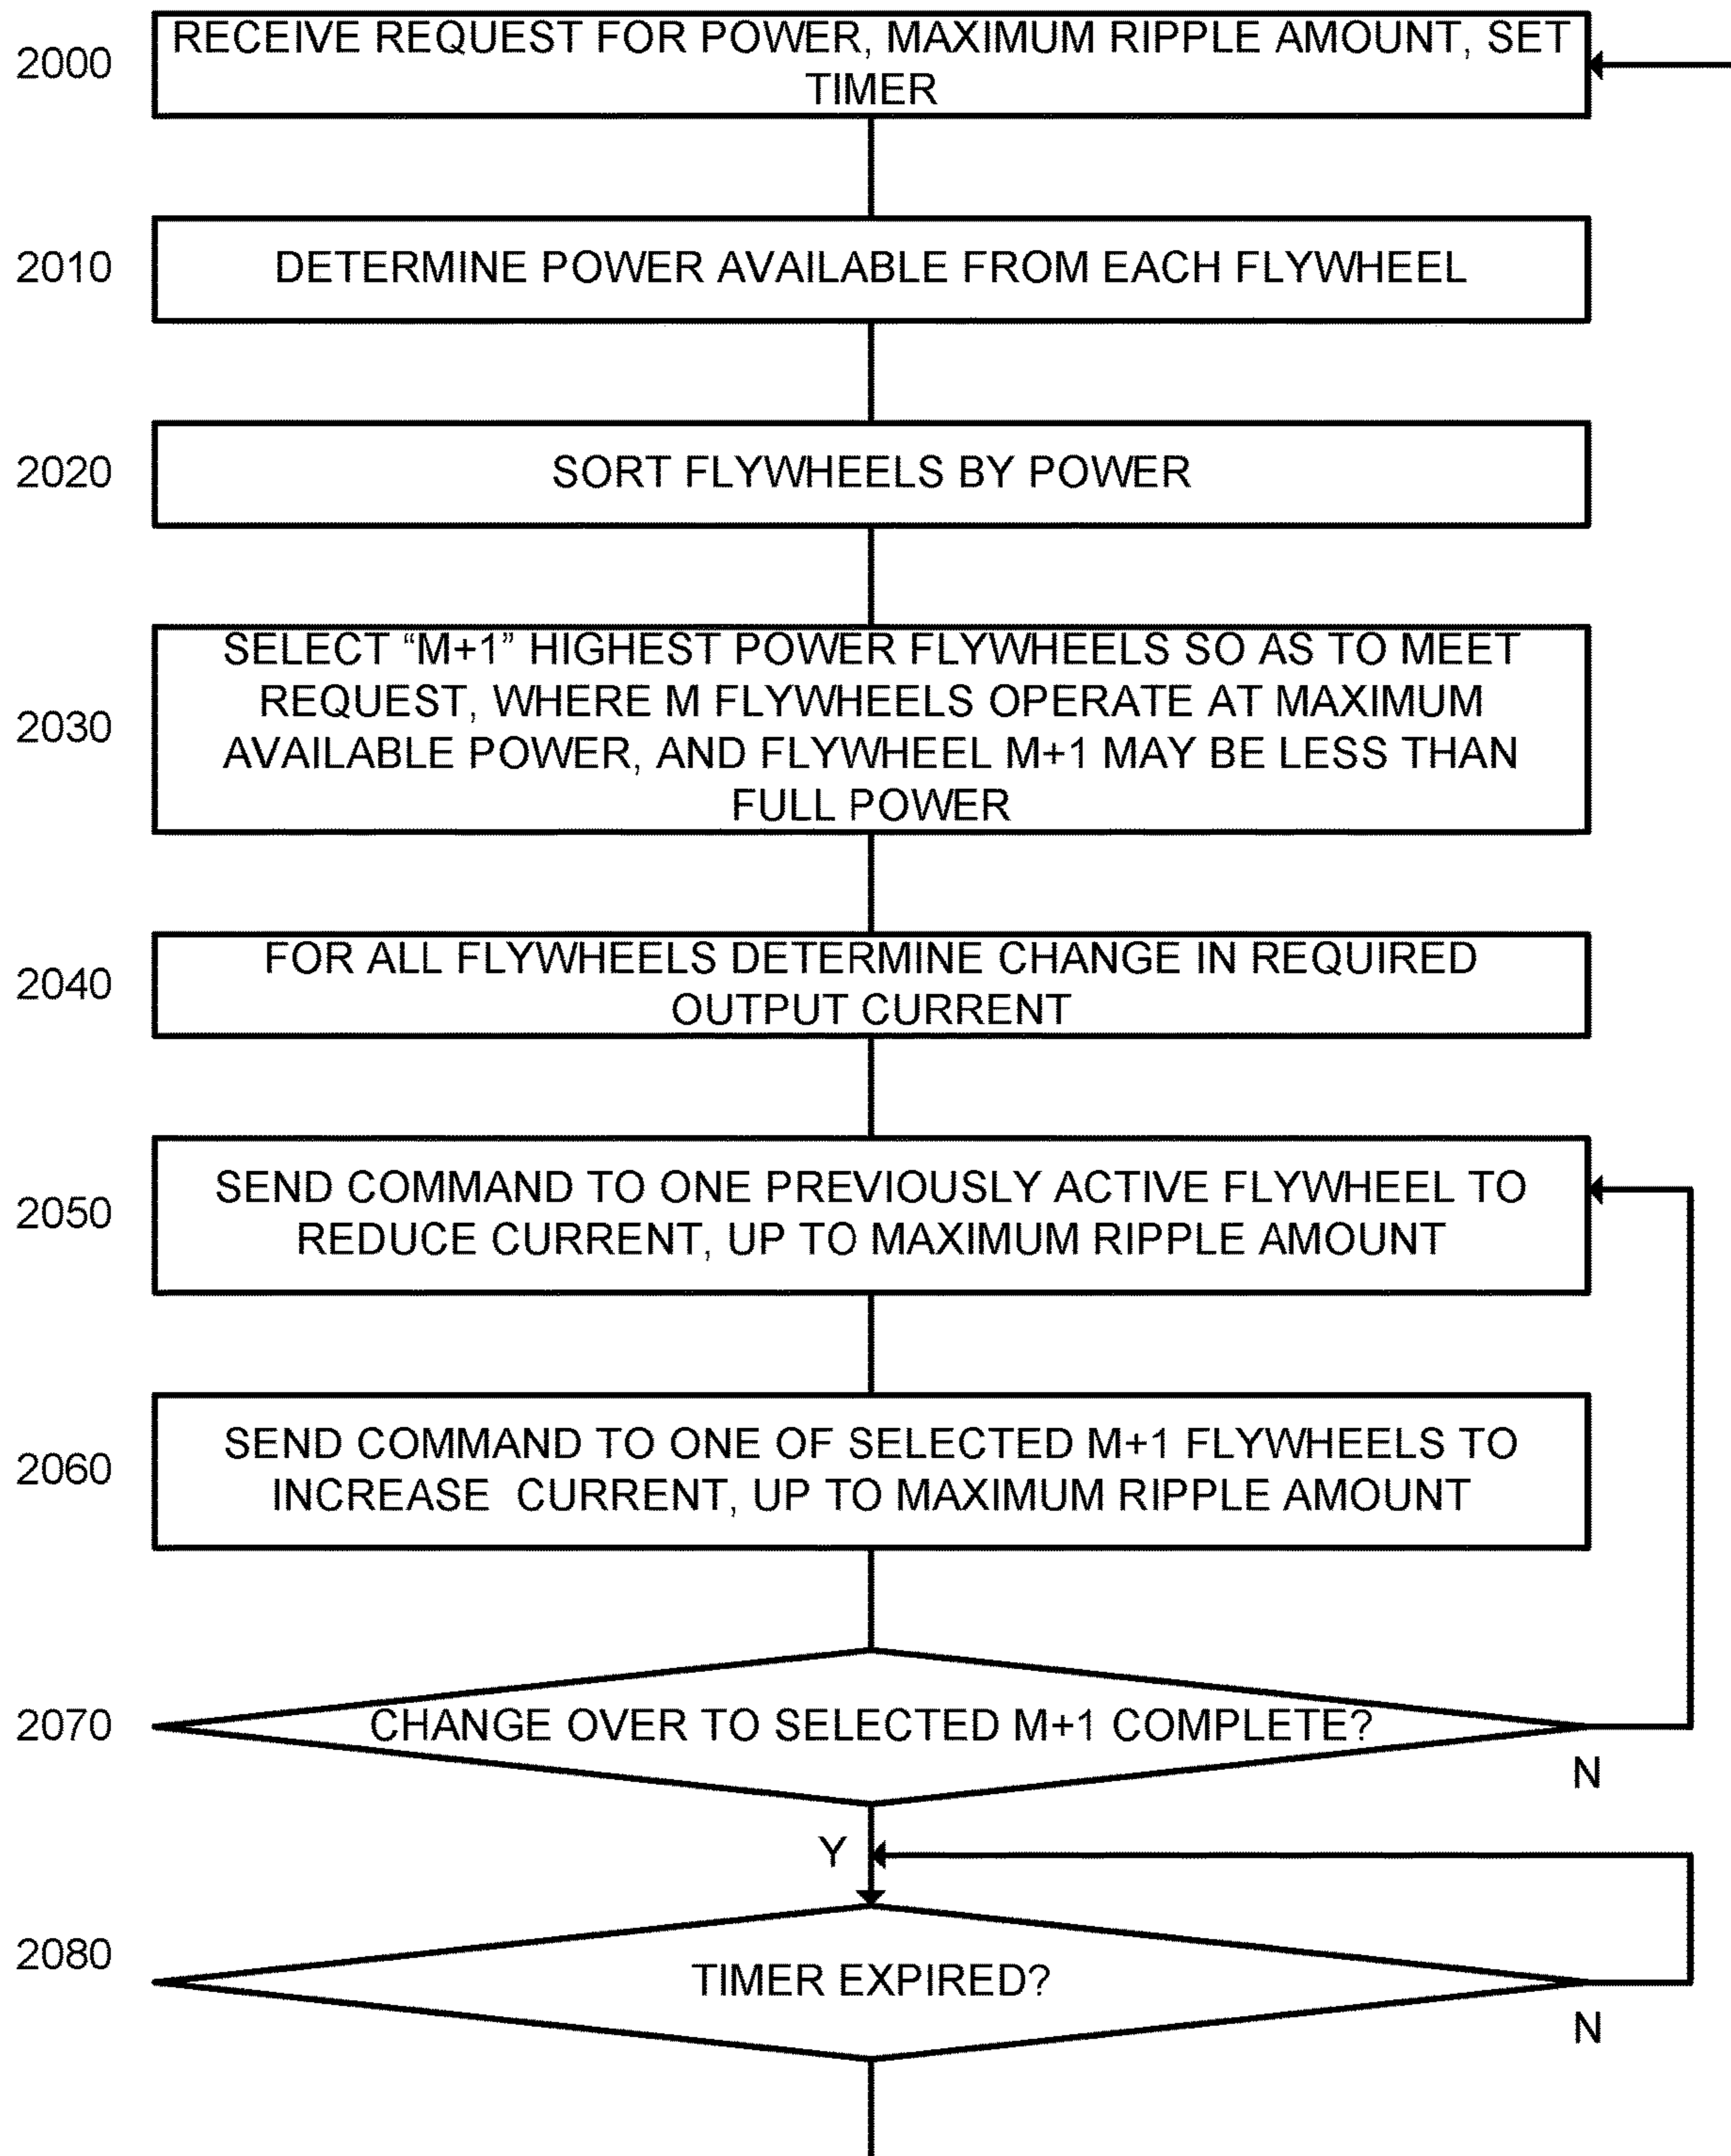 2000
RECEIVE REQUEST FOR POWER, MAXIMUM RIPPLE AMOUNT, SET
TIMER
2010
DETERMINE POWER AVAILABLE FROM EACH FLYWHEEL
2020
SORT FLYWHEELS BY POWER
2030
SELECT “M+1” HIGHEST POWER FLYWHEELS SO AS TO MEET
REQUEST, WHERE M FLYWHEELS OPERATE AT MAXIMUM
AVAILABLE POWER, AND FLYWHEEL M+1 MAY BE LESS THAN
FULL POWER
2040
FOR ALL FLYWHEELS DETERMINE CHANGE IN REQUIRED
OUTPUT CURRENT
2050
SEND COMMAND TO ONE PREVIOUSLY ACTIVE FLYWHEEL TO
REDUCE CURRENT, UP TO MAXIMUM RIPPLE AMOUNT
2060
SEND COMMAND TO ONE OF SELECTED M+1 FLYWHEELS TO
INCREASE CURRENT, UP TO MAXIMUM RIPPLE AMOUNT
2070
CHANGE OVER TO SELECTED M+1 COMPLETE?
N
Y
2080
TIMER EXPIRED?
N